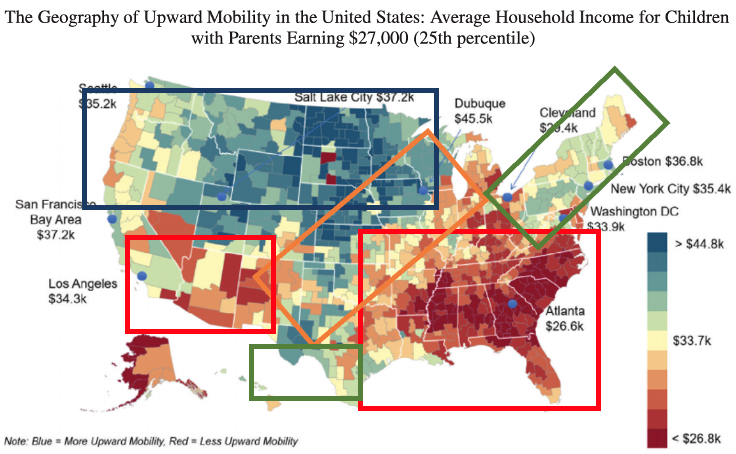 The Geography of Upward Mobility in the United States: Average Household Income for Children
with Parents Earning $27,000 (25th percentile)
Seattle
$35.2k
Salt Lake City $37.2k
Dubuque
$45.5k
Cleveland
$29.4k
Boston $36.8k
New York City $35.4k
Washington DC
$33.9k
San Francisco
Bay Area
$37.2k
Los Angeles
$34.3k
Atlanta
$26.6k
> $44.8k
$33.7k
< $26.8k
Note: Blue = More Upward Mobility, Red = Less Upward Mobility